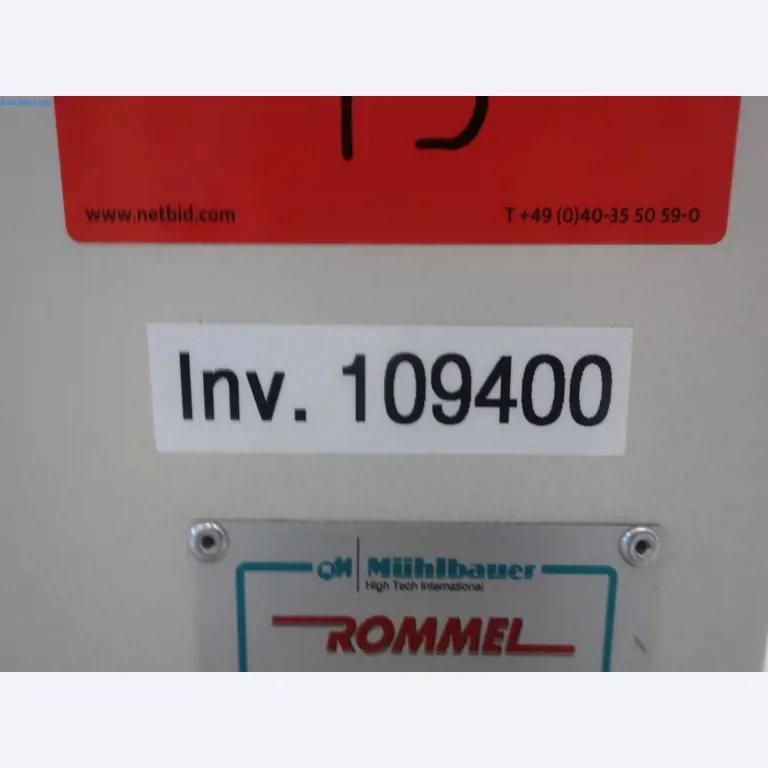 www.netbid.com
T +49 (0)40-35 50 59-0
Inv. 109400
Mühlbauer
High Tech International
ROMMEL